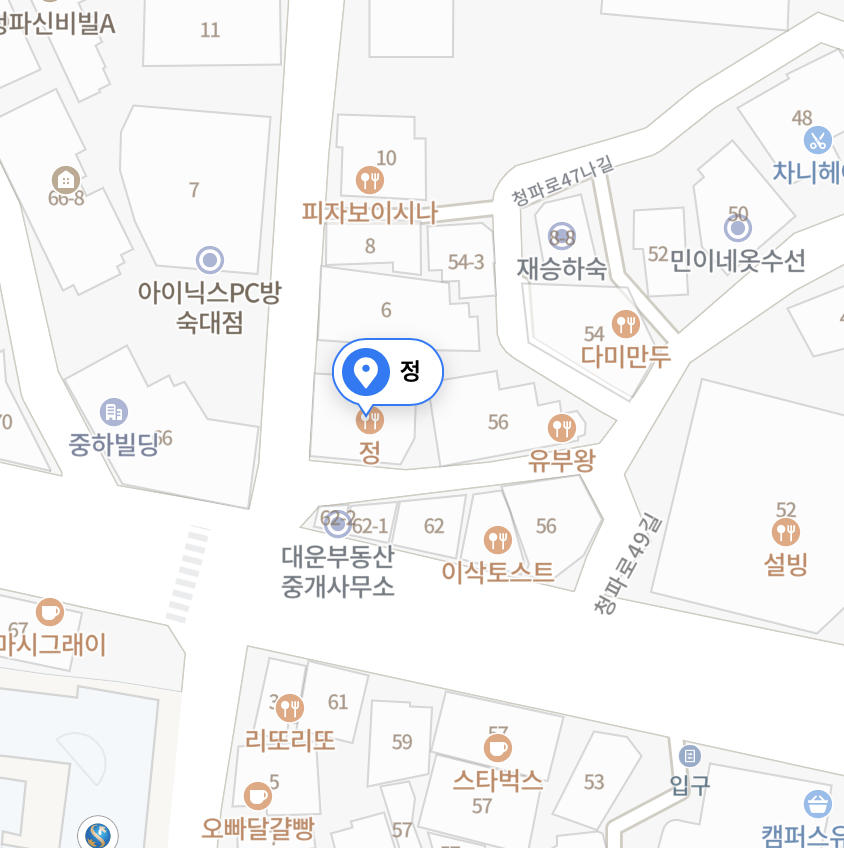 청파신비빌A
11
48
차니헤
10
피자보이시나
청파로47나길
7
66-8
50
8-8
재승하숙
52
민이네옷수선
8
54-3
아이닉스PC방
숙대점
6
54
다미만두
정
정
56
유부왕
중하빌딩
66
70
62-2
62-1
62
56
대운부동산
중개사무소
이삭토스트
청파로49길
52
설빙
67
마시그래이
61
리또리또
59
57
스타벅스
57
53
입구
5
오빠달걀빵
57
캠퍼스유